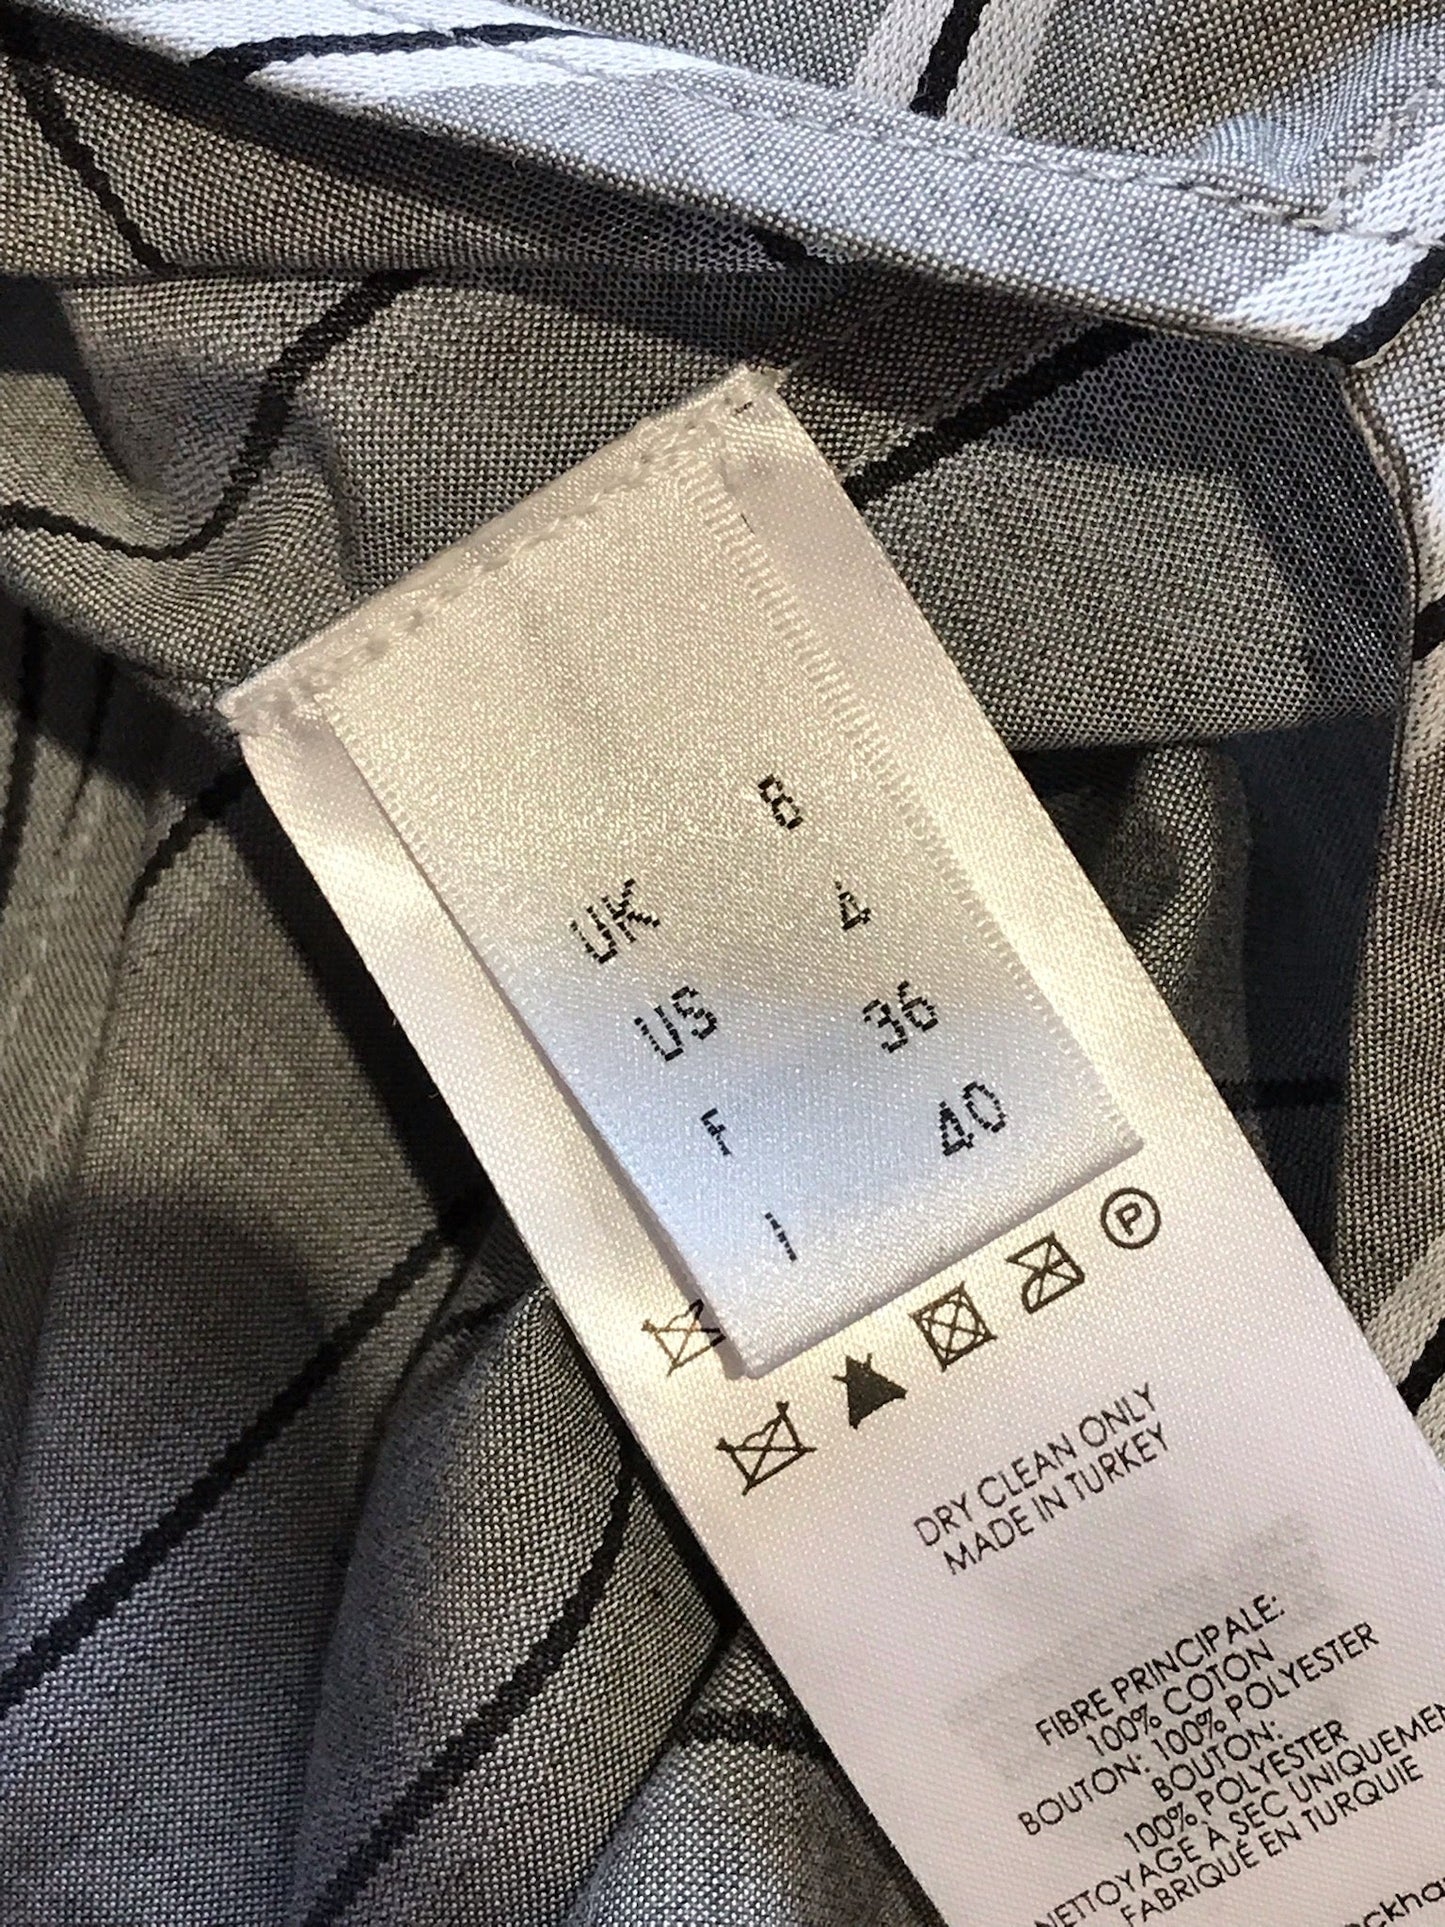 UK 8
US 4
F 36
I 40
P
DRY CLEAN ONLY
MADE IN TURKEY
FIBRE PRINCIPALE:
100% COTON
BOUTON: 100% POLYESTER
BOUTON:
100% POLYESTER
NETTOYAGE À SEC UNIQUEMEN
FABRIQUÉ EN TURQUIE